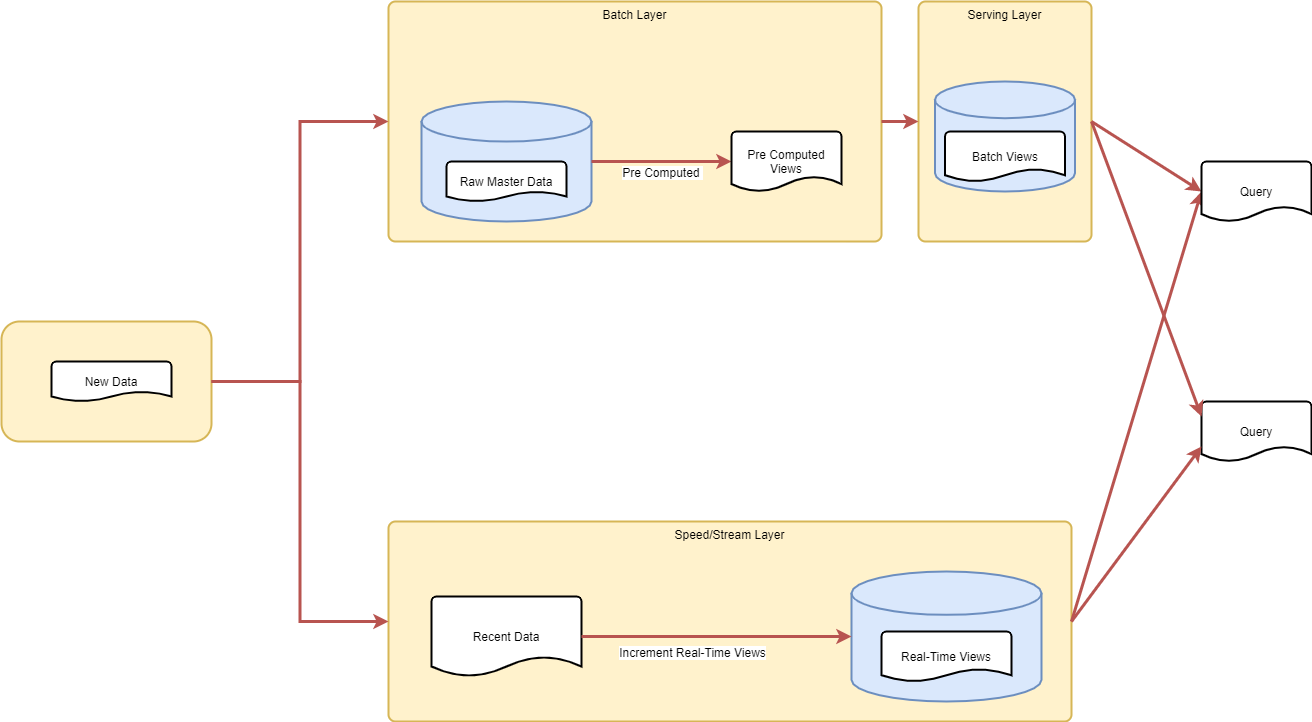 Batch Layer
Serving Layer
Raw Master Data
Pre Computed
Pre Computed
Views
Batch Views
Query
New Data
Query
Speed/Stream Layer
Recent Data
Increment Real-Time Views
Real-Time Views